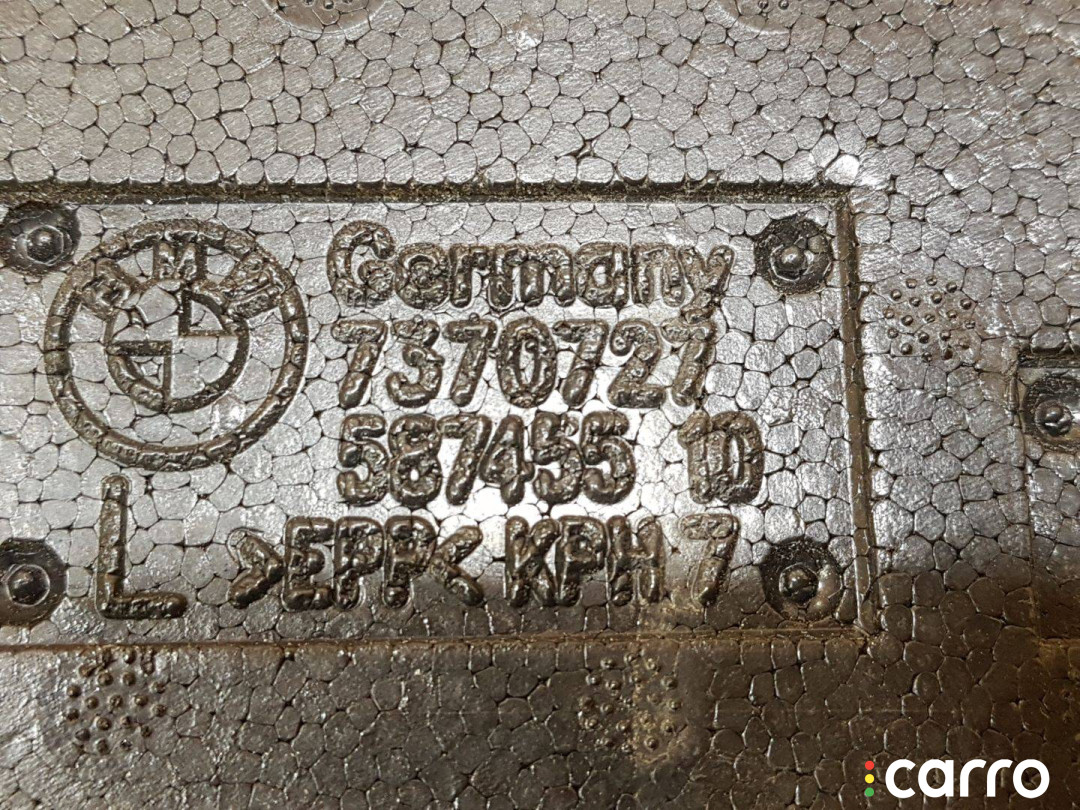 BMW
Germany
7370727
587455 10
L >EPP< KPH 7
carro